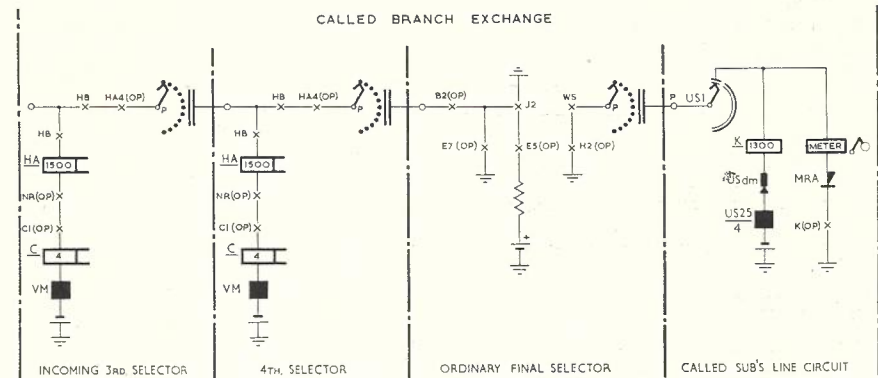 CALLED BRANCH EXCHANGE
HB HA4(OP) P
HB
HA
1500
NR(OP)
C1(OP)
C
4
VM
INCOMING 3RD. SELECTOR
HB HA4(OP) P
HB
HA
1500
NR(OP)
C1(OP)
C
4
VM
4TH. SELECTOR
B2(OP) J2 WS P
E7(OP) E5(OP) H2(OP)
+
ORDINARY FINAL SELECTOR
P US1
K 1300 METER
USdm MRA
US25
4
K(OP)
CALLED SUB'S LINE CIRCUIT